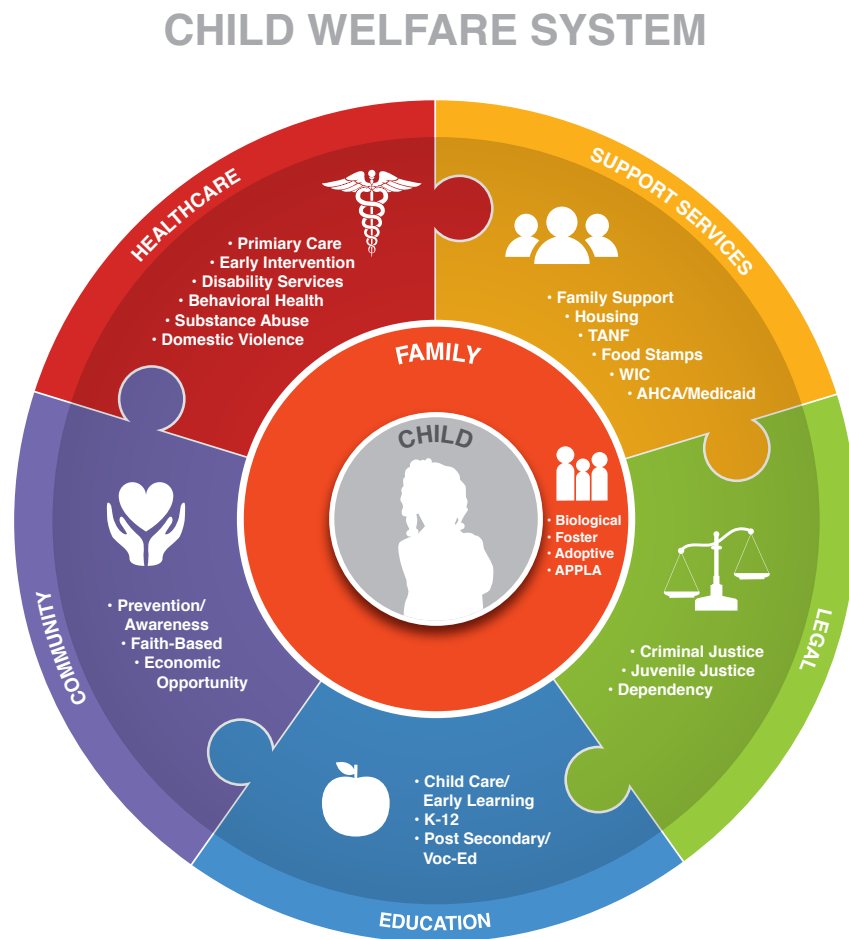 CHILD WELFARE SYSTEM
HEALTHCARE
• Primiary Care
• Early Intervention
• Disability Services
• Behavioral Health
• Substance Abuse
• Domestic Violence
SUPPORT SERVICES
• Family Support
• Housing
• TANF
• Food Stamps
• WIC
• AHCA/Medicaid
FAMILY
CHILD
• Biological
• Foster
• Adoptive
• APPLA
COMMUNITY
• Prevention/
Awareness
• Faith-Based
• Economic
Opportunity
LEGAL
• Criminal Justice
• Juvenile Justice
• Dependency
• Child Care/
Early Learning
• K-12
• Post Secondary/
Voc-Ed
EDUCATION